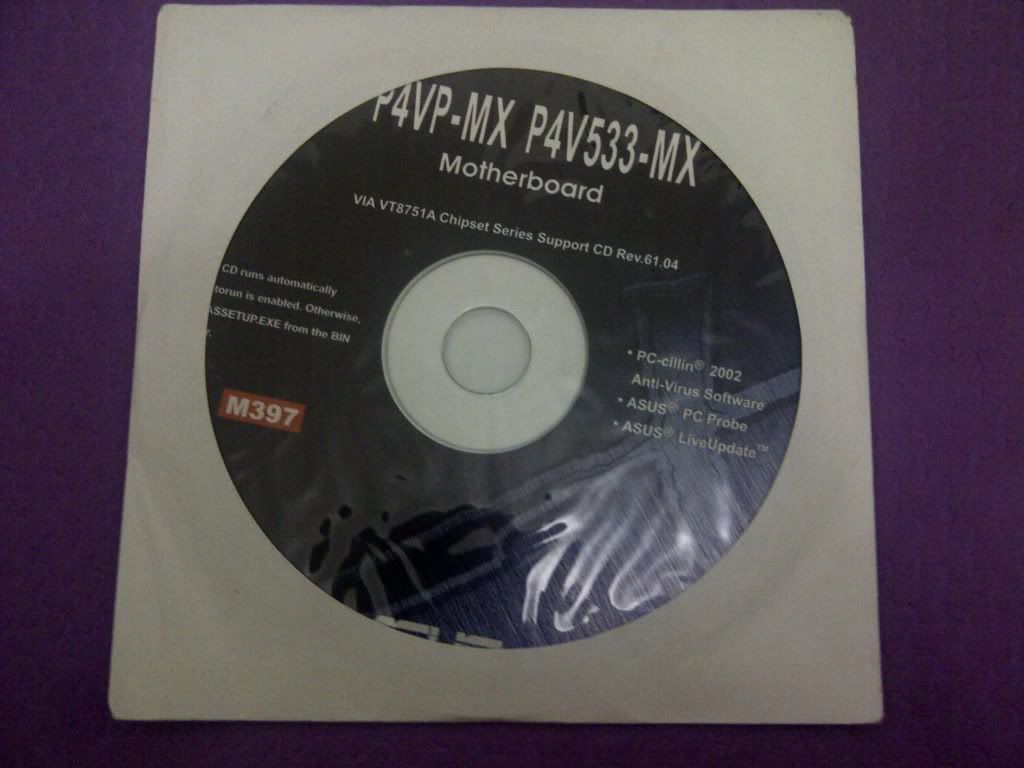 P4VP-MX P4V533-MX
Motherboard
VIA VT8751A Chipset Series Support CD Rev.61.04
CD runs automatically
torun is enabled. Otherwise,
ASSETUP.EXE from the BIN
M397
• PC-cillin® 2002
Anti-Virus Software
• ASUS® PC Probe
• ASUS® LiveUpdate™